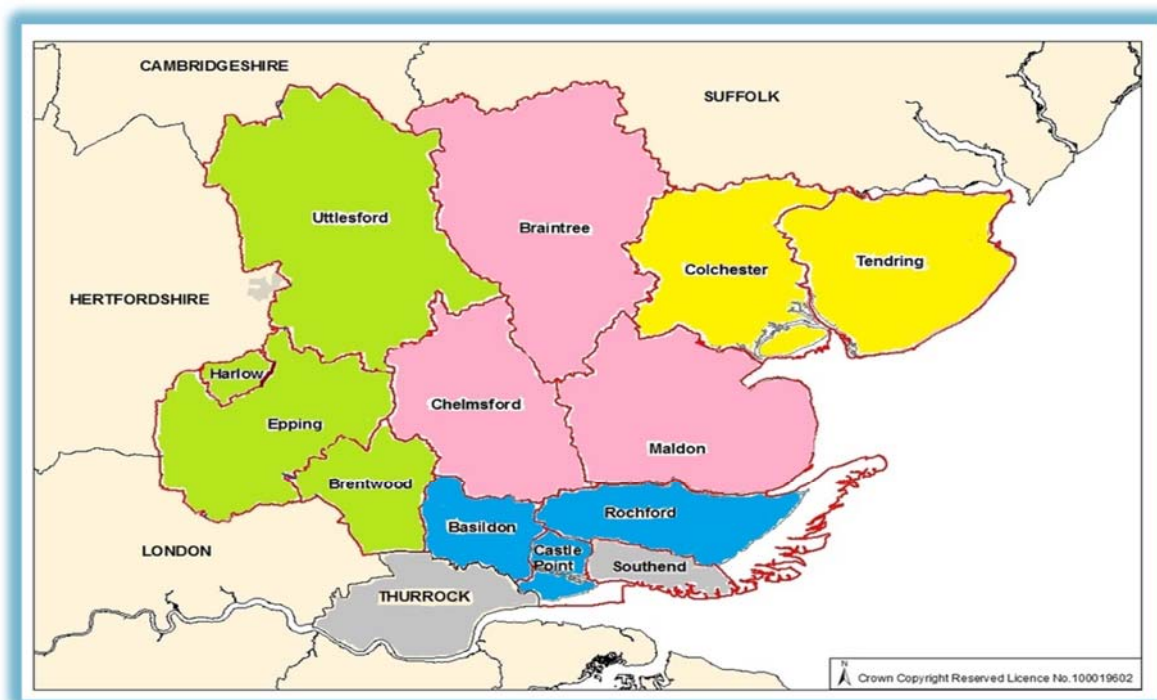 CAMBRIDGESHIRE
SUFFOLK
Uttlesford
Braintree
Colchester
Tendring
HERTFORDSHIRE
Harlow
Epping
Chelmsford
Maldon
Brentwood
Basildon
Rochford
LONDON
Castle
Point
Southend
THURROCK
N
Crown Copyright Reserved Licence No.100019602